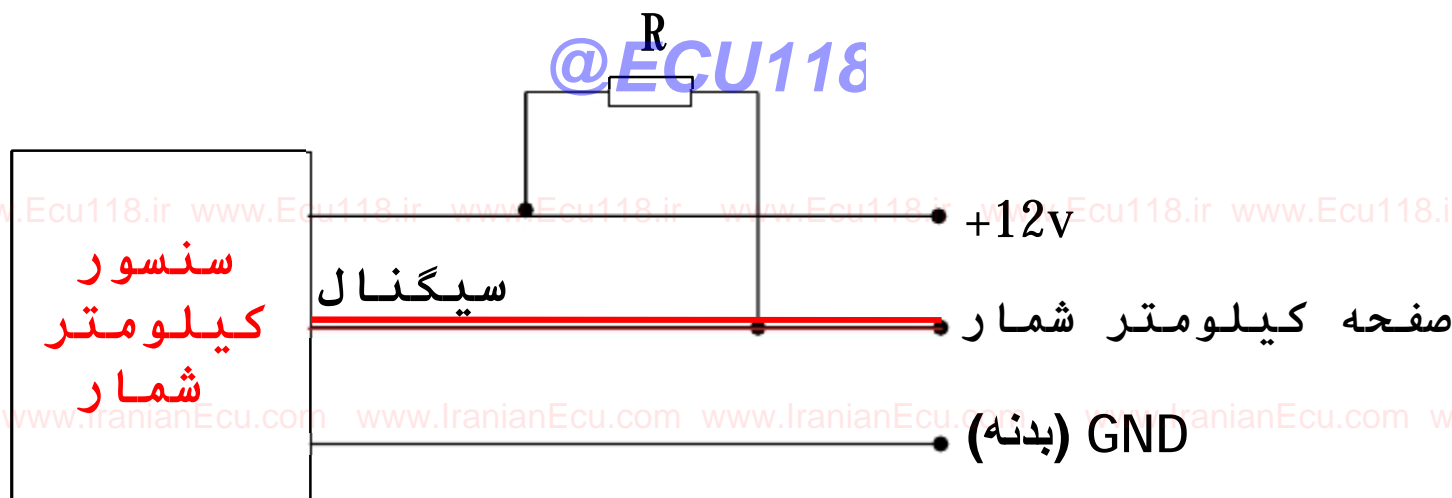 R
@ECU118
w.Ecu118.ir www.Ecu118.ir www.Ecu118.ir www.Ecu118.ir www.Ecu118.ir www.Ecu118.i
+12v
سنسور
کیلومتر
شمار
سیگنال
صفحه کیلومتر شمار
www.IranianEcu.com www.IranianEcu.com www.IranianEcu.com www.IranianEcu.com w
GND (بدنه)